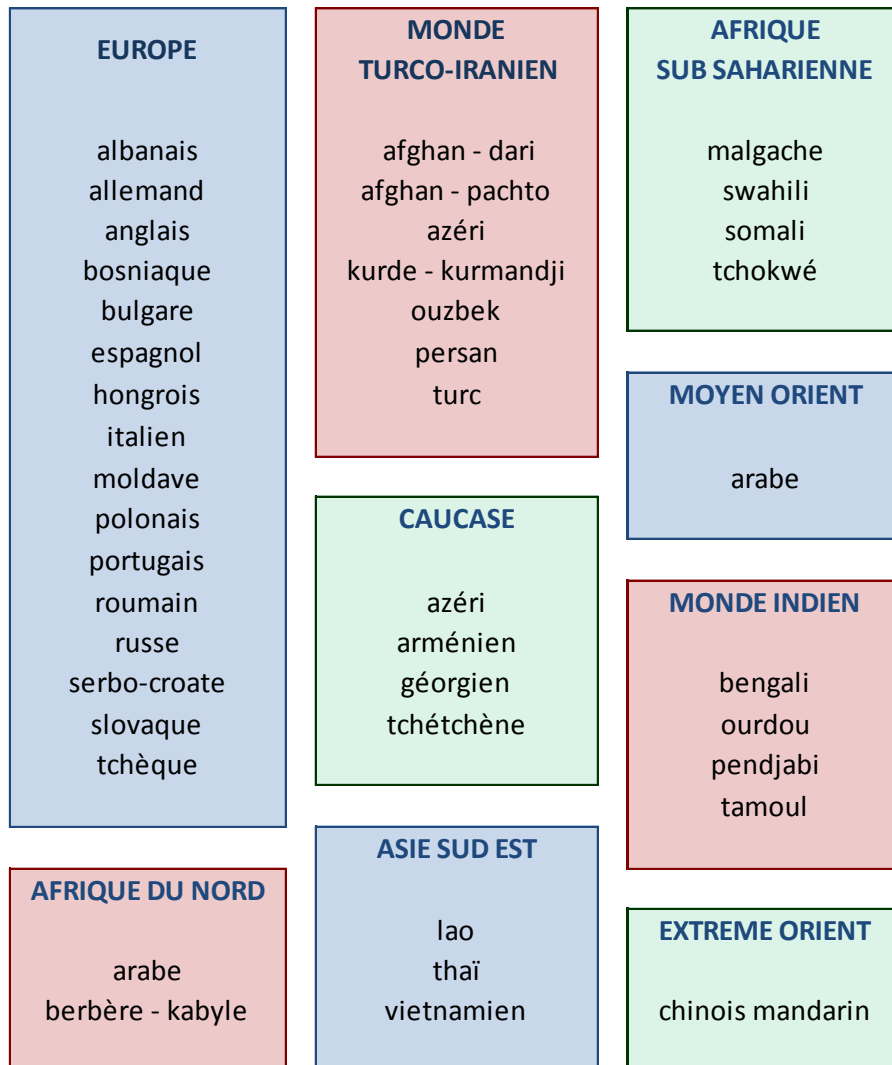 EUROPE
albanais
allemand
anglais
bosniaque
bulgare
espagnol
hongrois
italien
moldave
polonais
portugais
roumain
russe
serbo-croate
slovaque
tchèque
AFRIQUE DU NORD
arabe
berbère - kabyle
MONDE
TURCO-IRANIEN
afghan - dari
afghan - pachto
azéri
kurde - kurmandji
ouzbek
persan
turc
CAUCASE
azéri
arménien
géorgien
tchétchène
ASIE SUD EST
lao
thaï
vietnamien
AFRIQUE
SUB SAHARIENNE
malgache
swahili
somali
tchokwé
MOYEN ORIENT
arabe
MONDE INDIEN
bengali
ourdou
pendjabi
tamoul
EXTREME ORIENT
chinois mandarin